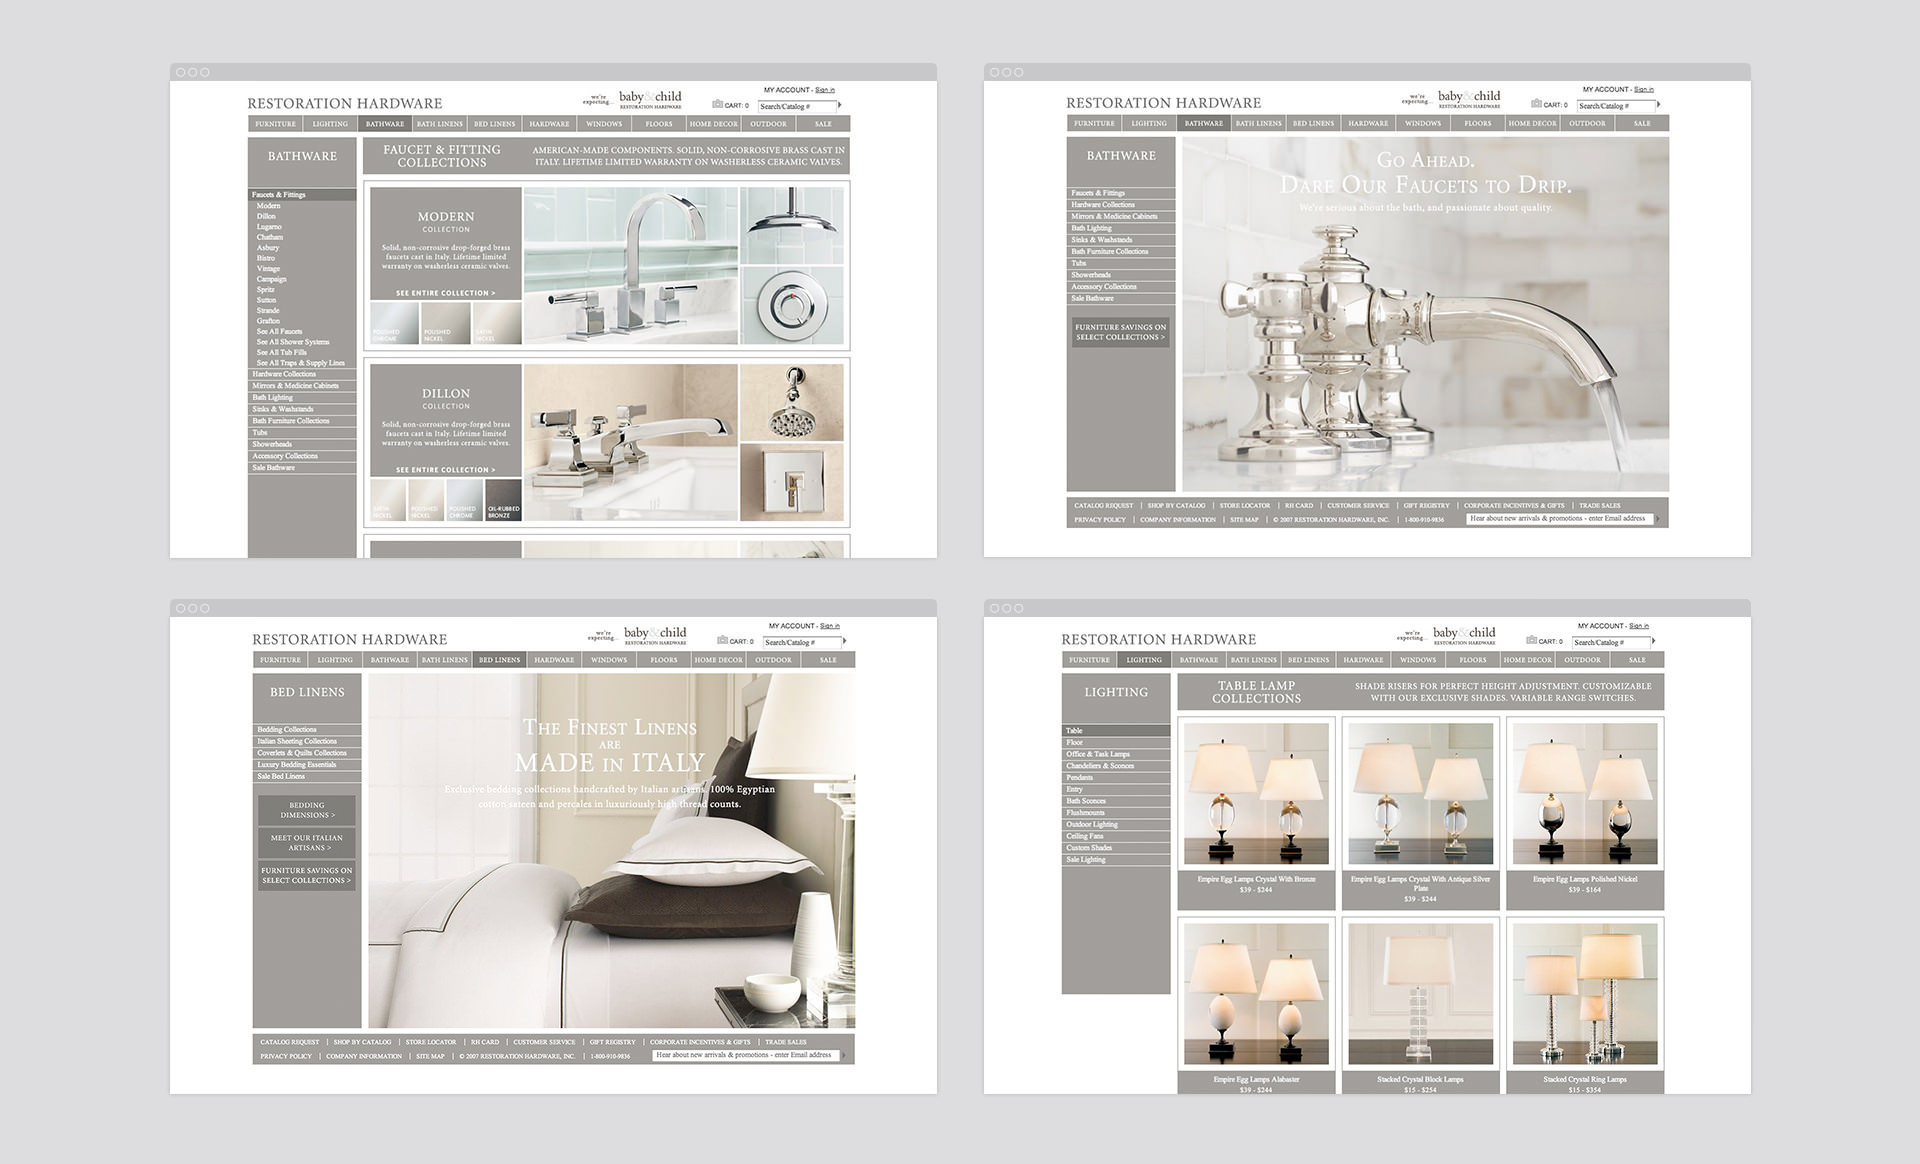 MY ACCOUNT - Sign in
RESTORATION HARDWARE
we're expecting...
baby&child
RESTORATION HARDWARE
CART: 0
Search/Catalog #
FURNITURE LIGHTING BATHWARE BATH LINENS BED LINENS HARDWARE WINDOWS FLOORS HOME DECOR OUTDOOR SALE
BATHWARE
Faucets & Fittings
Modern
Dillon
Lugarno
Chatham
Asbury
Bistro
Vintage
Campaign
Spritz
Sutton
Strande
Grafton
See All Faucets
See All Shower Systems
See All Tub Fills
See All Traps & Supply Lines
Hardware Collections
Mirrors & Medicine Cabinets
Bath Lighting
Sinks & Washstands
Bath Furniture Collections
Tubs
Showerheads
Accessory Collections
Sale Bathware
FAUCET & FITTING
COLLECTIONS
AMERICAN-MADE COMPONENTS. SOLID, NON-CORROSIVE BRASS CAST IN
ITALY. LIFETIME LIMITED WARRANTY ON WASHERLESS CERAMIC VALVES.
MODERN
COLLECTION
Solid, non-corrosive drop-forged brass
faucets cast in Italy. Lifetime limited
warranty on washerless ceramic valves.
SEE ENTIRE COLLECTION >
POLISHED CHROME
POLISHED NICKEL
SATIN NICKEL
DILLON
COLLECTION
Solid, non-corrosive drop-forged brass
faucets cast in Italy. Lifetime limited
warranty on washerless ceramic valves.
SEE ENTIRE COLLECTION >
SATIN NICKEL
POLISHED NICKEL
POLISHED CHROME
OIL-RUBBED BRONZE
MY ACCOUNT - Sign in
RESTORATION HARDWARE
we're expecting...
baby&child
RESTORATION HARDWARE
CART: 0
Search/Catalog #
FURNITURE LIGHTING BATHWARE BATH LINENS BED LINENS HARDWARE WINDOWS FLOORS HOME DECOR OUTDOOR SALE
BATHWARE
Faucets & Fittings
Hardware Collections
Mirrors & Medicine Cabinets
Bath Lighting
Sinks & Washstands
Bath Furniture Collections
Tubs
Showerheads
Accessory Collections
Sale Bathware
FURNITURE SAVINGS ON
SELECT COLLECTIONS >
GO AHEAD.
DARE OUR FAUCETS TO DRIP.
We're serious about the bath, and passionate about quality.
CATALOG REQUEST | SHOP BY CATALOG | STORE LOCATOR | RH CARD | CUSTOMER SERVICE | GIFT REGISTRY | CORPORATE INCENTIVES & GIFTS | TRADE SALES
PRIVACY POLICY | COMPANY INFORMATION | SITE MAP | © 2007 RESTORATION HARDWARE, INC. | 1-800-910-9836
Hear about new arrivals & promotions - enter Email address
MY ACCOUNT - Sign in
RESTORATION HARDWARE
we're expecting...
baby&child
RESTORATION HARDWARE
CART: 0
Search/Catalog #
FURNITURE LIGHTING BATHWARE BATH LINENS BED LINENS HARDWARE WINDOWS FLOORS HOME DECOR OUTDOOR SALE
BED LINENS
Bedding Collections
Italian Sheeting Collections
Coverlets & Quilts Collections
Luxury Bedding Essentials
Sale Bed Linens
BEDDING
DIMENSIONS >
MEET OUR ITALIAN
ARTISANS >
FURNITURE SAVINGS ON
SELECT COLLECTIONS >
THE FINEST LINENS
ARE
MADE IN ITALY
Exclusive bedding collections handcrafted by Italian artisans. 100% Egyptian
cotton sateen and percales in luxuriously high thread counts.
CATALOG REQUEST | SHOP BY CATALOG | STORE LOCATOR | RH CARD | CUSTOMER SERVICE | GIFT REGISTRY | CORPORATE INCENTIVES & GIFTS | TRADE SALES
PRIVACY POLICY | COMPANY INFORMATION | SITE MAP | © 2007 RESTORATION HARDWARE, INC. | 1-800-910-9836
Hear about new arrivals & promotions - enter Email address
MY ACCOUNT - Sign in
RESTORATION HARDWARE
we're expecting...
baby&child
RESTORATION HARDWARE
CART: 0
Search/Catalog #
FURNITURE LIGHTING BATHWARE BATH LINENS BED LINENS HARDWARE WINDOWS FLOORS HOME DECOR OUTDOOR SALE
LIGHTING
Table
Floor
Office & Task Lamps
Chandeliers & Sconces
Pendants
Entry
Bath Sconces
Flushmounts
Outdoor Lighting
Ceiling Fans
Custom Shades
Sale Lighting
TABLE LAMP
COLLECTIONS
SHADE RISERS FOR PERFECT HEIGHT ADJUSTMENT. CUSTOMIZABLE
WITH OUR EXCLUSIVE SHADES. VARIABLE RANGE SWITCHES.
Empire Egg Lamps Crystal With Bronze
$39 - $244
Empire Egg Lamps Crystal With Antique Silver
Plate
$39 - $244
Empire Egg Lamps Polished Nickel
$39 - $164
Empire Egg Lamps Alabaster
$39 - $244
Stacked Crystal Block Lamps
$15 - $254
Stacked Crystal Ring Lamps
$15 - $354